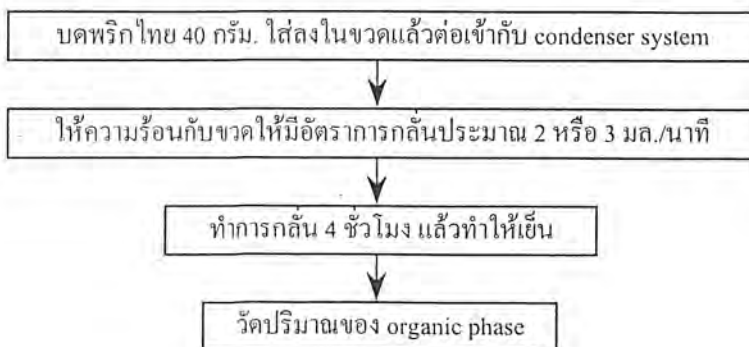 บดพริกไทย 40 กรัม. ใส่ลงในขวดแล้วต่อเข้ากับ condenser system
ให้ความร้อนกับขวดให้มีอัตราการกลั่นประมาณ 2 หรือ 3 มล./นาที
ทำการกลั่น 4 ชั่วโมง แล้วทำให้เย็น
วัดปริมาณของ organic phase